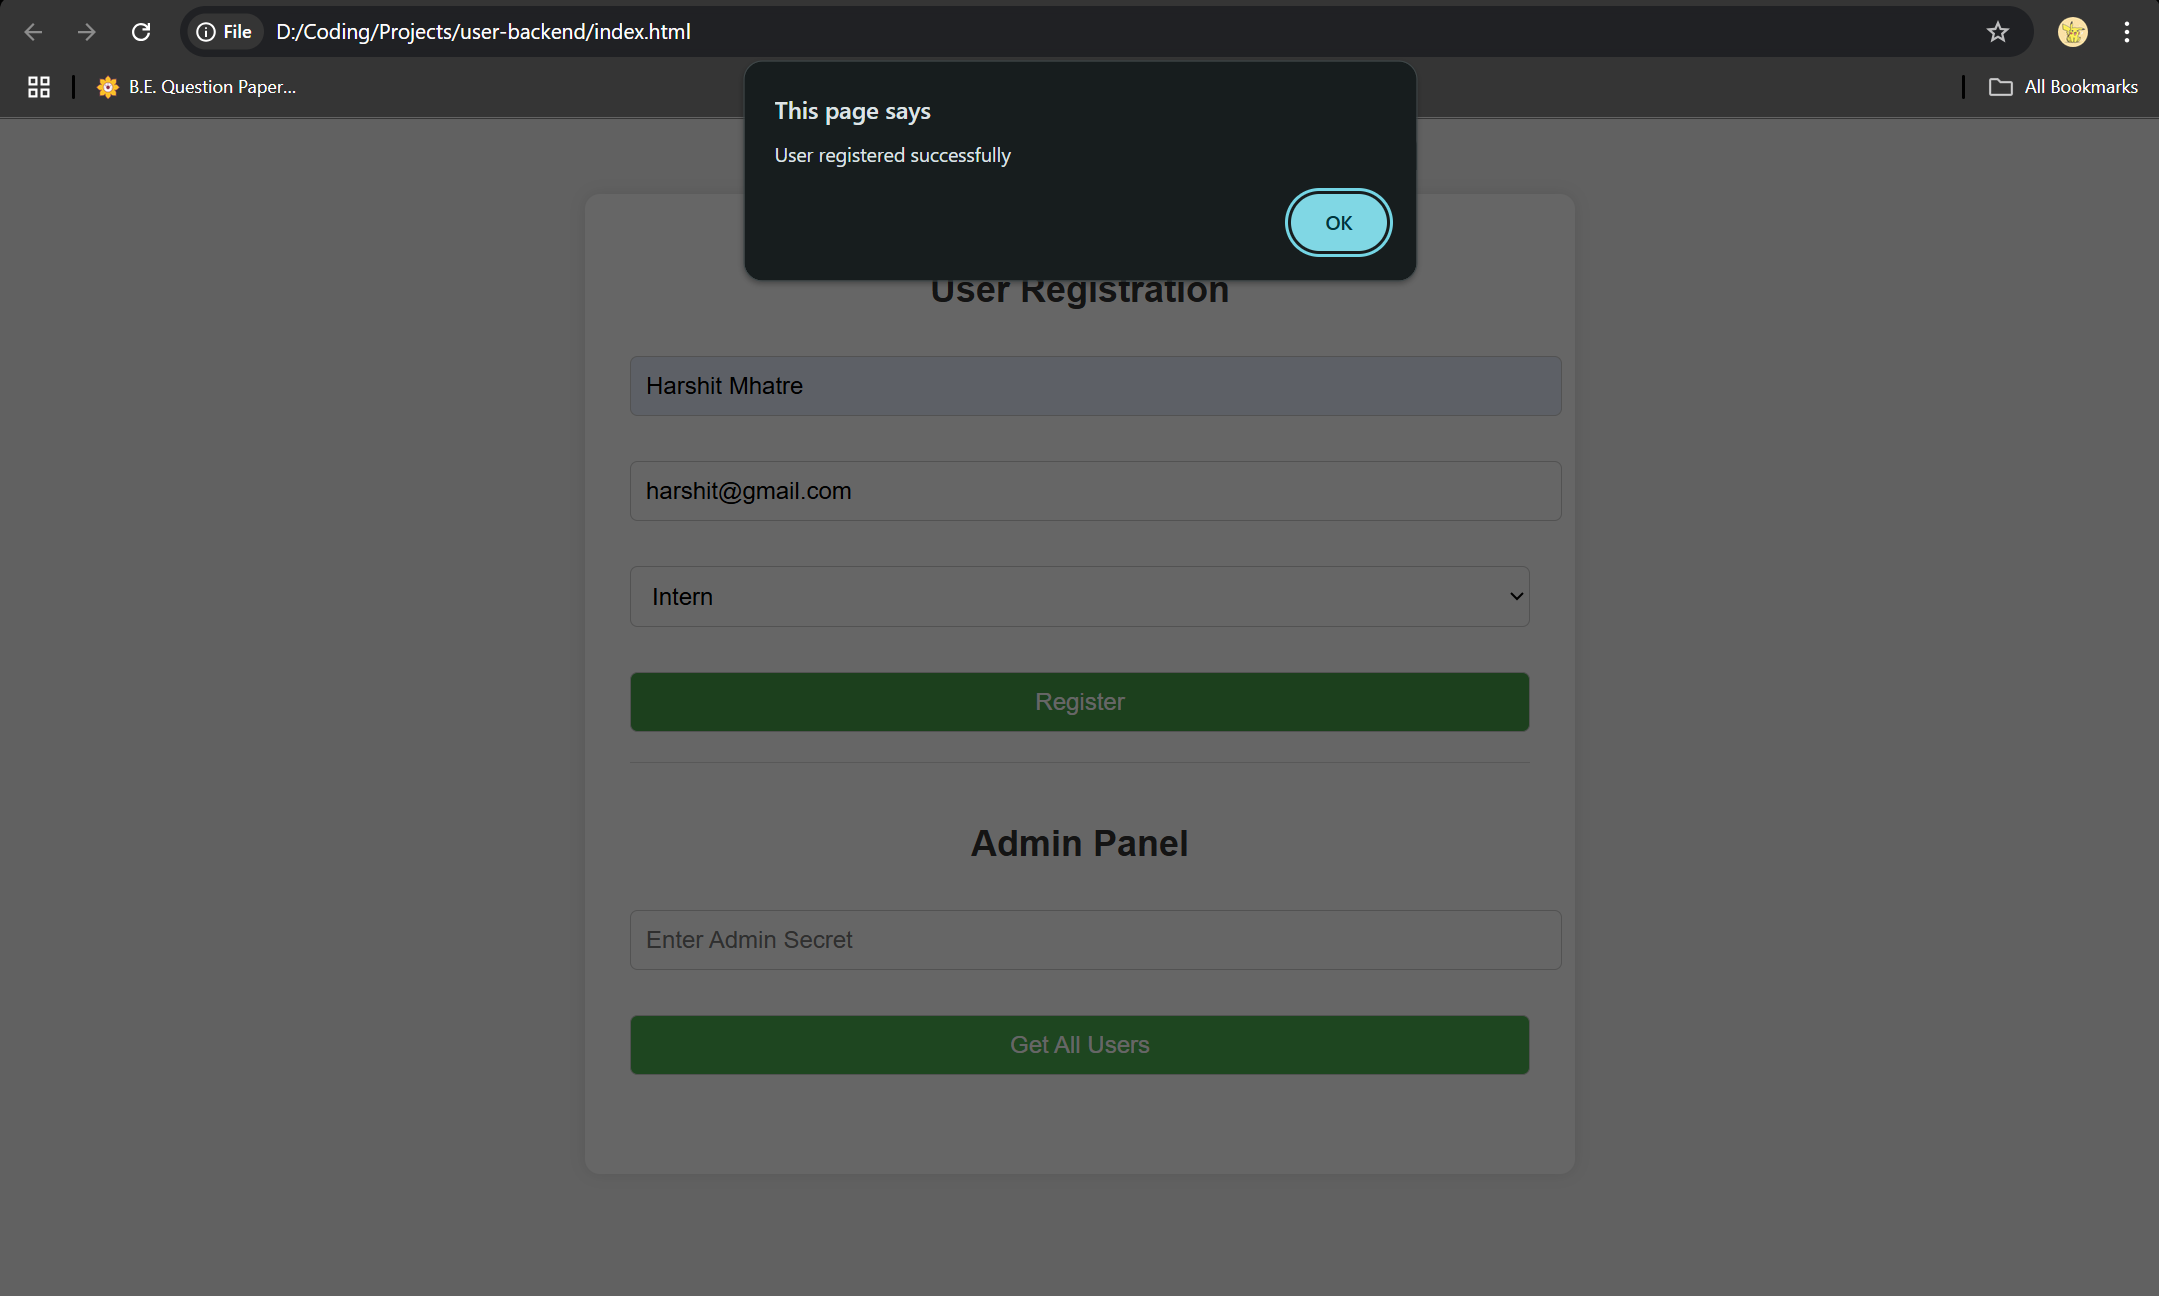 File D:/Coding/Projects/user-backend/index.html
B.E. Question Paper...
All Bookmarks
This page says
User registered successfully
OK
User Registration
Harshit Mhatre
harshit@gmail.com
Intern
Register
Admin Panel
Enter Admin Secret
Get All Users